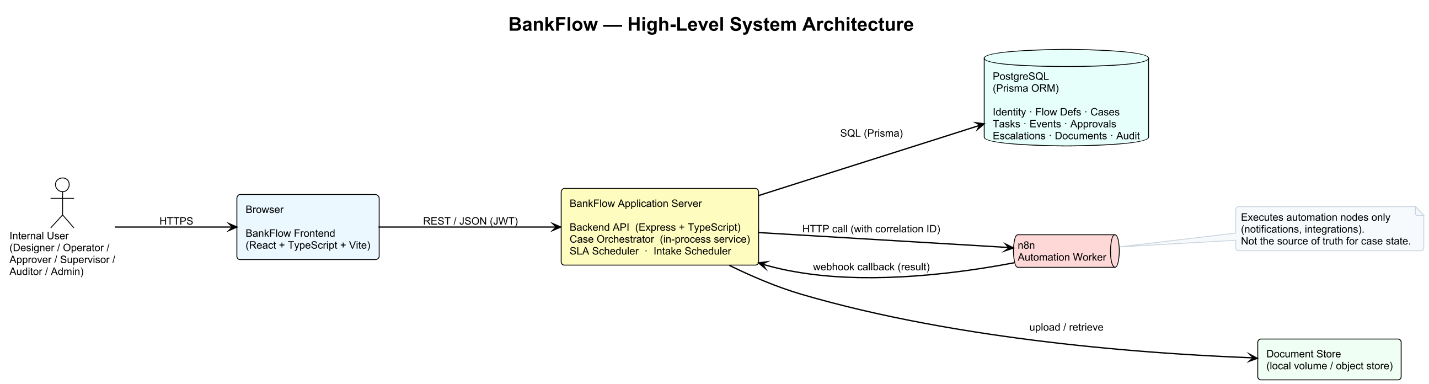 BankFlow — High-Level System Architecture
PostgreSQL
(Prisma ORM)
Identity · Flow Defs · Cases
Tasks · Events · Approvals
Escalations · Documents · Audit
SQL (Prisma)
Internal User
(Designer / Operator /
Approver / Supervisor /
Auditor / Admin)
HTTPS
Browser
BankFlow Frontend
(React + TypeScript + Vite)
REST / JSON (JWT)
BankFlow Application Server
Backend API  (Express + TypeScript)
Case Orchestrator  (in-process service)
SLA Scheduler  ·  Intake Scheduler
HTTP call (with correlation ID)
webhook callback (result)
n8n
Automation Worker
Executes automation nodes only
(notifications, integrations).
Not the source of truth for case state.
upload / retrieve
Document Store
(local volume / object store)